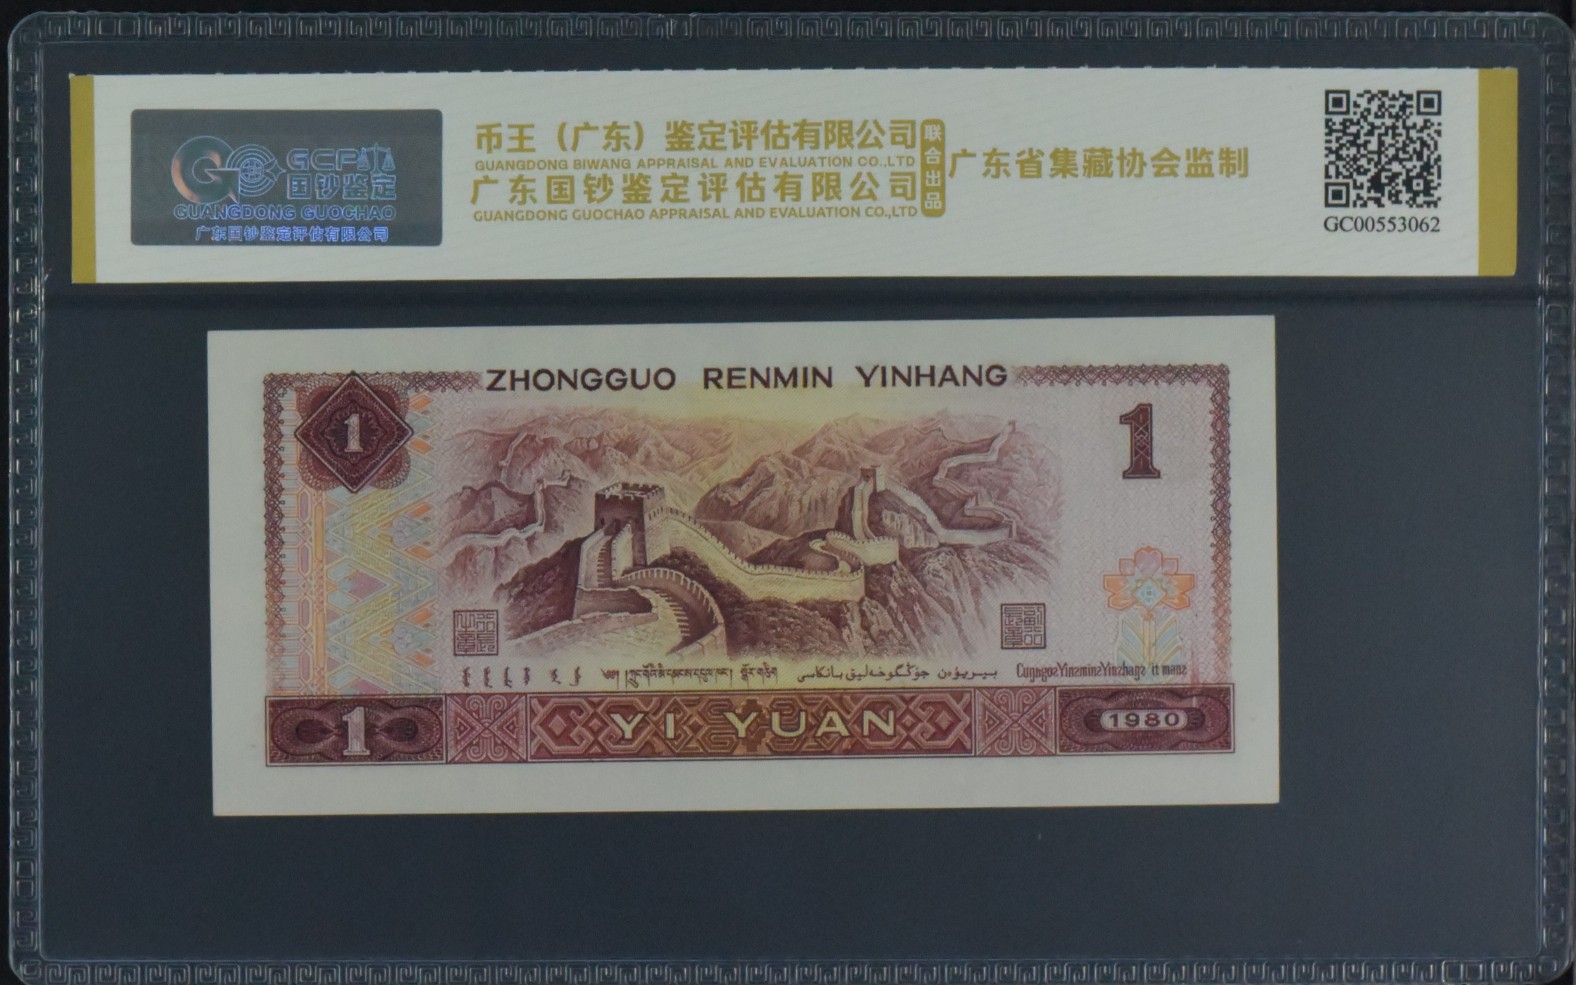 GCP
国钞鉴定
GUANGDONG GUOCHAO
广东国钞鉴定评估有限公司
币王（广东）鉴定评估有限公司
GUANGDONG BIWANG APPRAISAL AND EVALUATION CO.,LTD
广东国钞鉴定评估有限公司
GUANGDONG GUOCHAO APPRAISAL AND EVALUATION CO.,LTD
联合出品
广东省集藏协会监制
GC00553062
ZHONGGUO RENMIN YINHANG
1
1
جۇڭگوخەلىق بانكاسى بىريۈەن
1
YI YUAN
1980